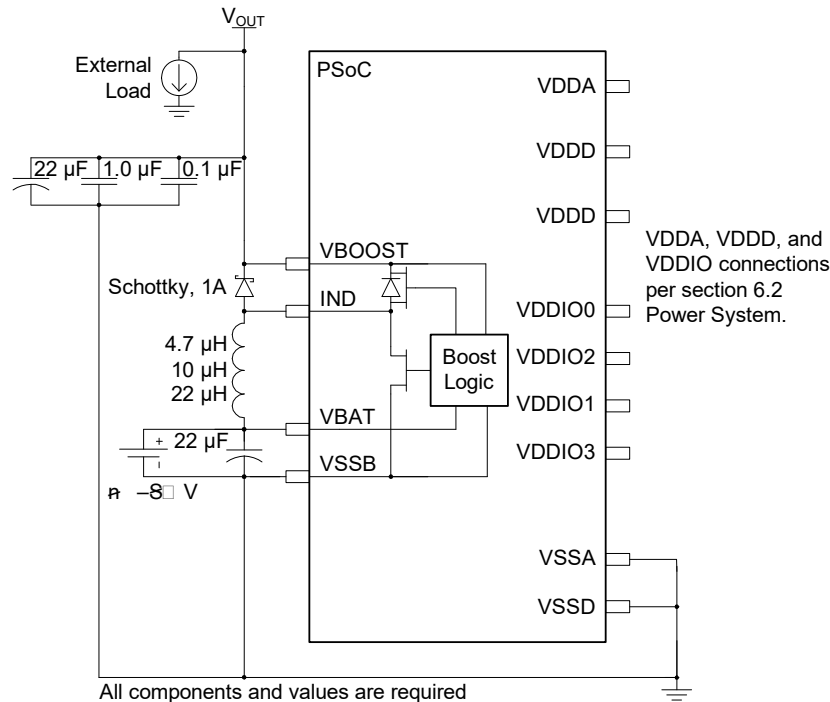 VOUT
External
Load
PSoC
VDDA
VDDD
VDDD
22 µF 1.0 µF 0.1 µF
VDDA, VDDD, and
VDDIO connections
per section 6.2
Power System.
VBOOST
Schottky, 1A
IND
VDDIO0
4.7 µH
10 µH
22 µH
Boost
Logic
VDDIO2
VDDIO1
VBAT
22 µF
+
-
VDDIO3
VSSB
V
VSSA
VSSD
All components and values are required